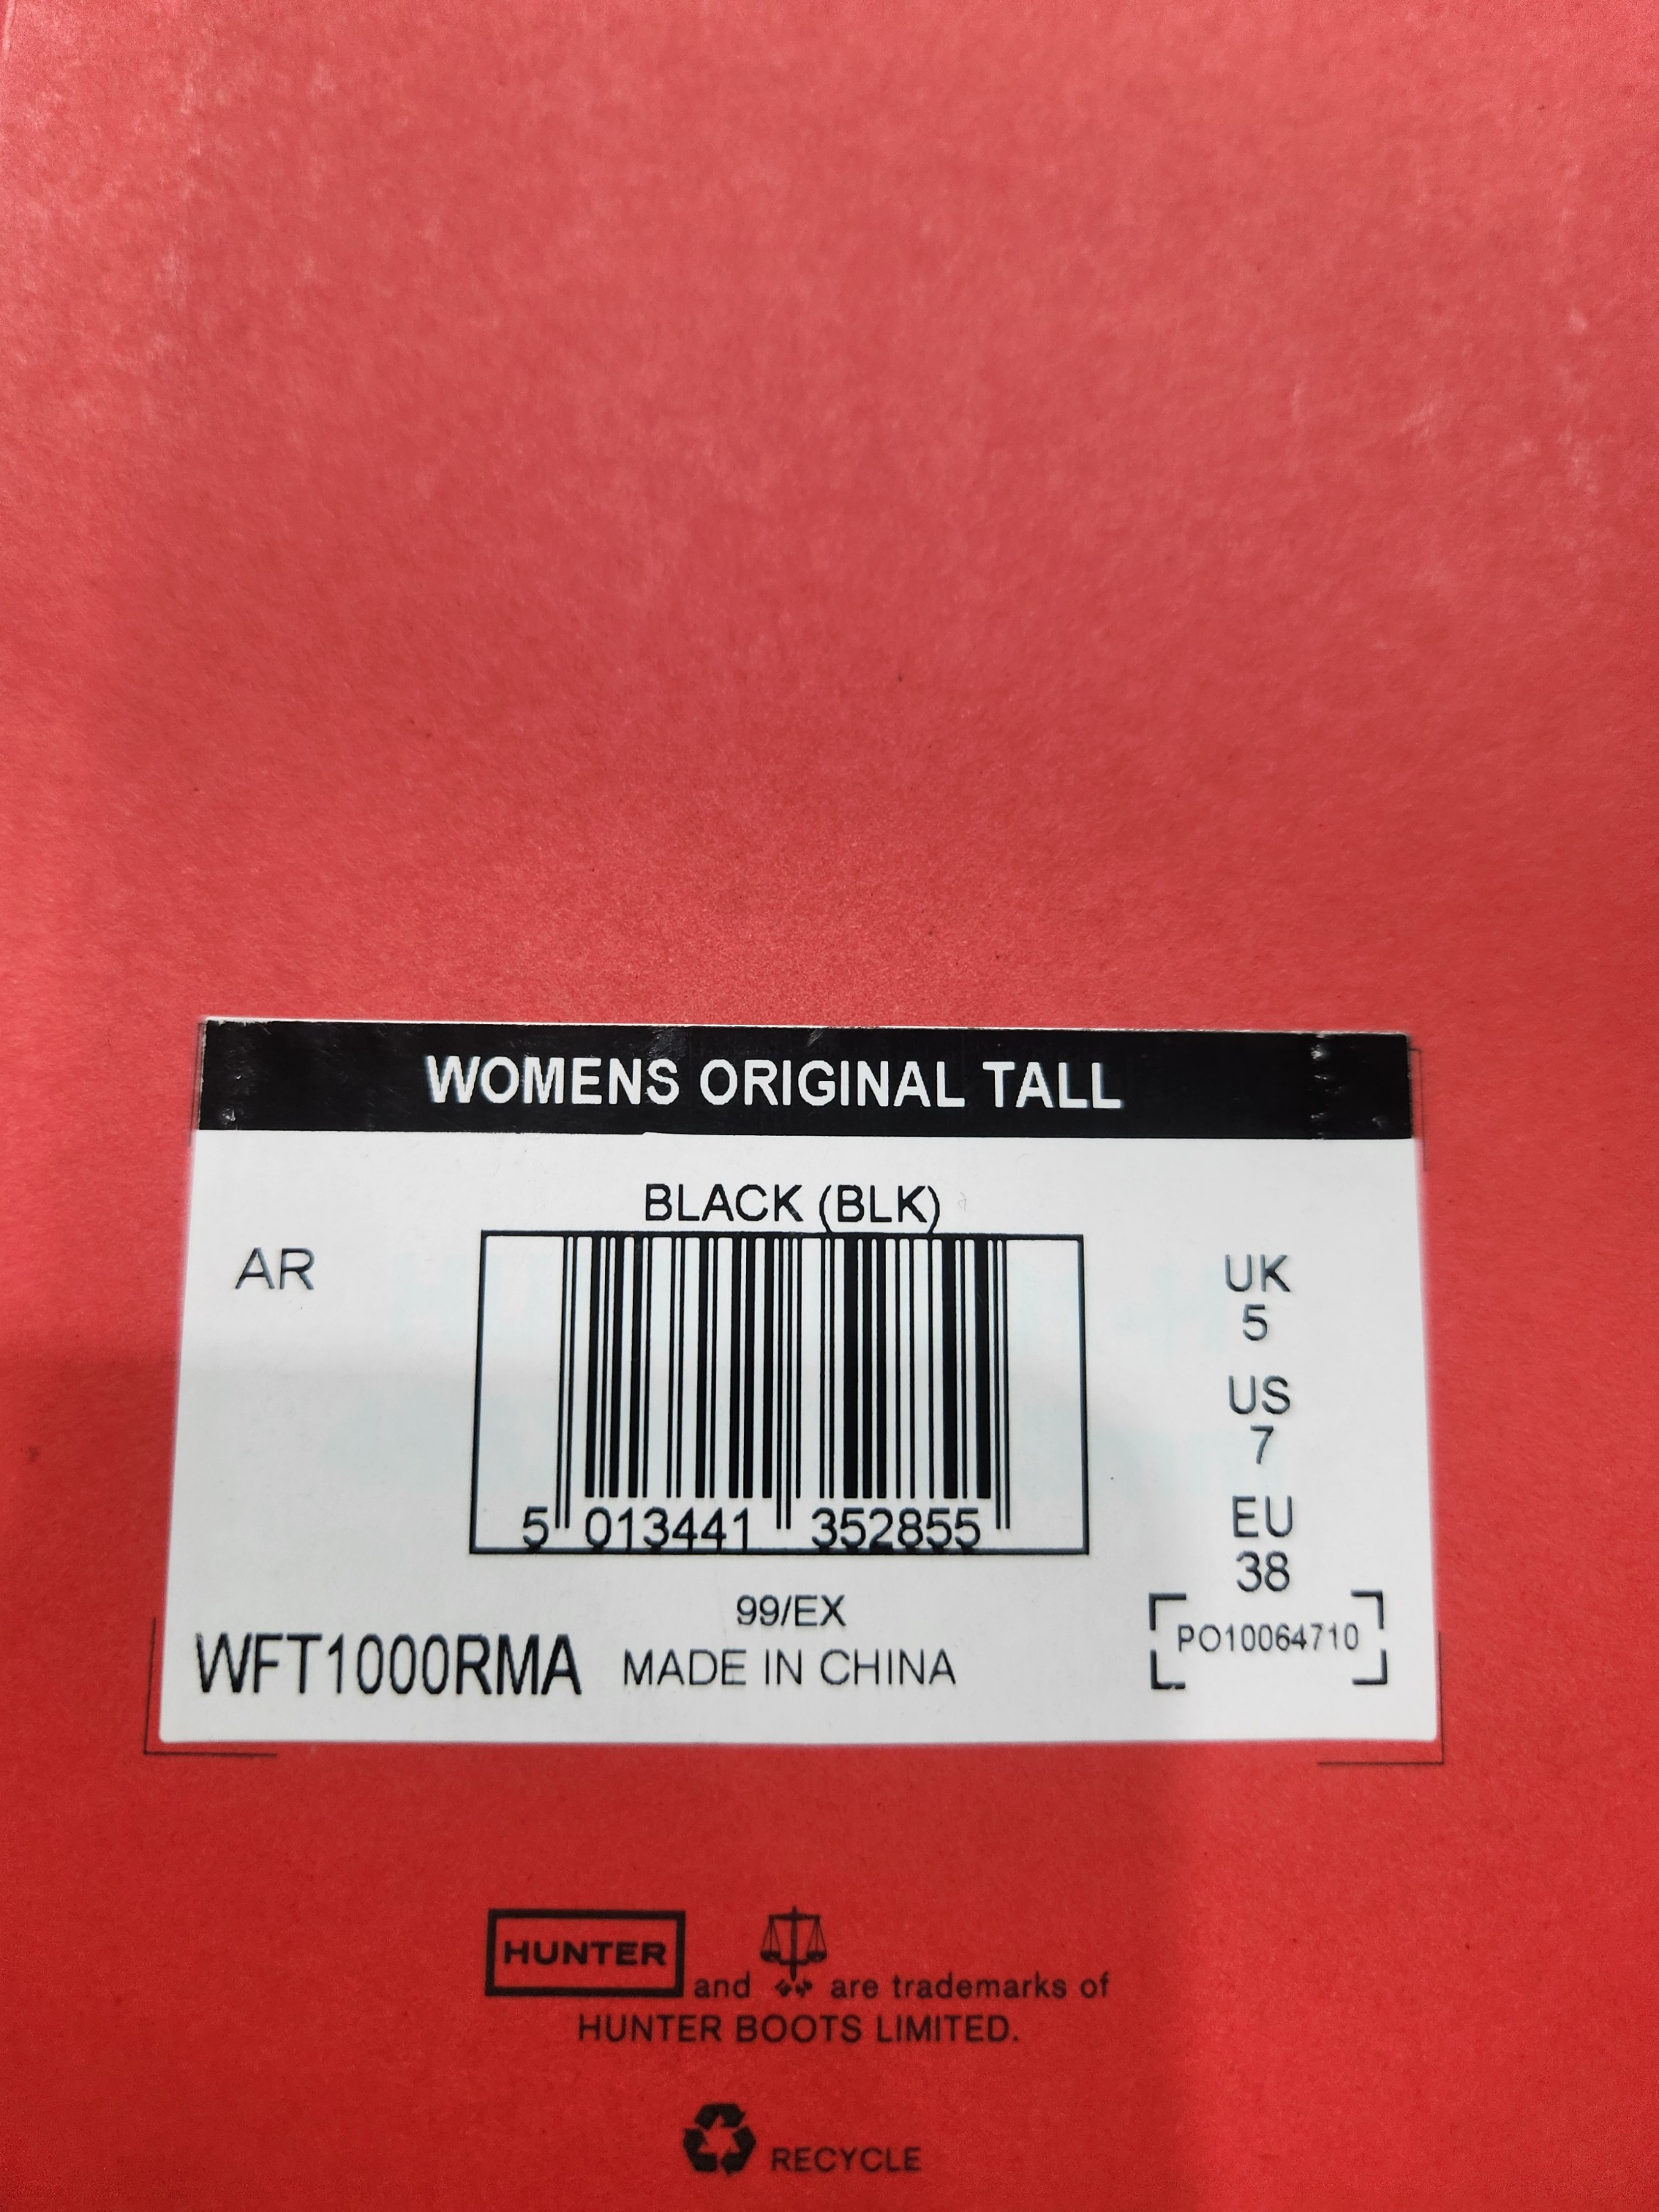 WOMENS ORIGINAL TALL
BLACK (BLK)
AR
UK
5
US
7
EU
38
5 013441 352855
99/EX
PO10064710
WFT1000RMA MADE IN CHINA
HUNTER and are trademarks of
HUNTER BOOTS LIMITED.
RECYCLE